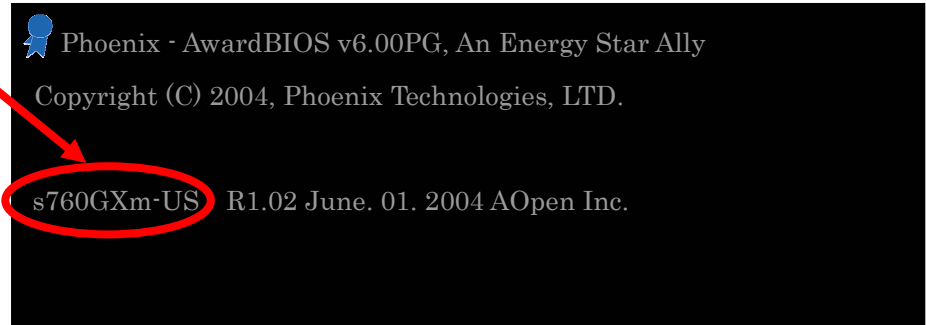 Phoenix - AwardBIOS v6.00PG, An Energy Star Ally
Copyright (C) 2004, Phoenix Technologies, LTD.
s760GXm-US R1.02 June. 01. 2004 AOpen Inc.